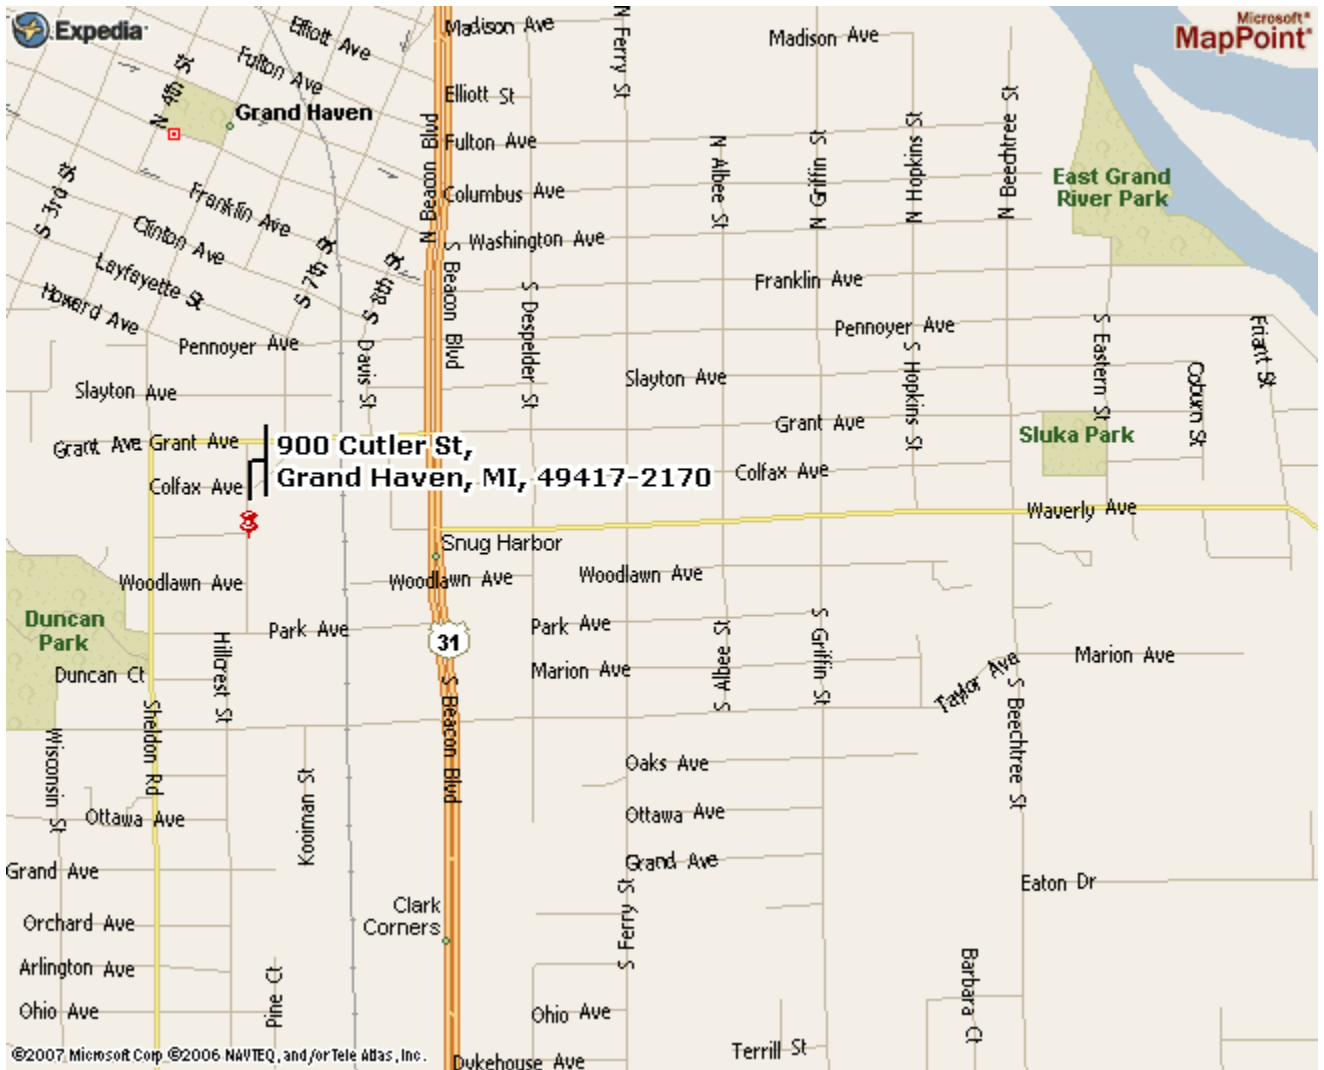 Expedia
Microsoft®
MapPoint®
Elliott Ave
Madison Ave
N Ferry St
Madison Ave
Fulton Ave
N 4th St
Elliott St
N Beechtree St
Grand Haven
N Beacon Blvd
Fulton Ave
N Albee St
N Griffin St
N Hopkins St
East Grand
River Park
S 3rd St
Franklin Ave
Columbus Ave
Clinton Ave
S 7th St
Washington Ave
S 8th St
Layfayette St
S Beacon Blvd
Franklin Ave
Howard Ave
S Despelder St
Pennoyer Ave
S Eastern St
Friant St
Pennoyer Ave
Davis St
S Hopkins St
Slayton Ave
Slayton Ave
Coburn St
Grant Ave
Grant Ave
Grant Ave
Sluka Park
900 Cutler St,
Grand Haven, MI, 49417-2170
Colfax Ave
Colfax Ave
Waverly Ave
Snug Harbor
Woodlawn Ave
Woodlawn Ave
Woodlawn Ave
Duncan
Park
Park Ave
31
Park Ave
S Albee St
S Griffin St
Hillcrest St
Marion Ave
Marion Ave
Duncan Ct
Taylor Ave
S Beechtree St
S Beacon Blvd
Sheldon Rd
Wisconsin St
Kooiman St
Oaks Ave
Ottawa Ave
Ottawa Ave
Grand Ave
Grand Ave
Eaton Dr
S Ferry St
Clark
Corners
Orchard Ave
Arlington Ave
Pine Ct
Barbara Ct
Ohio Ave
Ohio Ave
Terrill St
Dykehouse Ave
©2007 Microsoft Corp ©2006 NAVTEQ, and/or Tele Atlas, Inc.